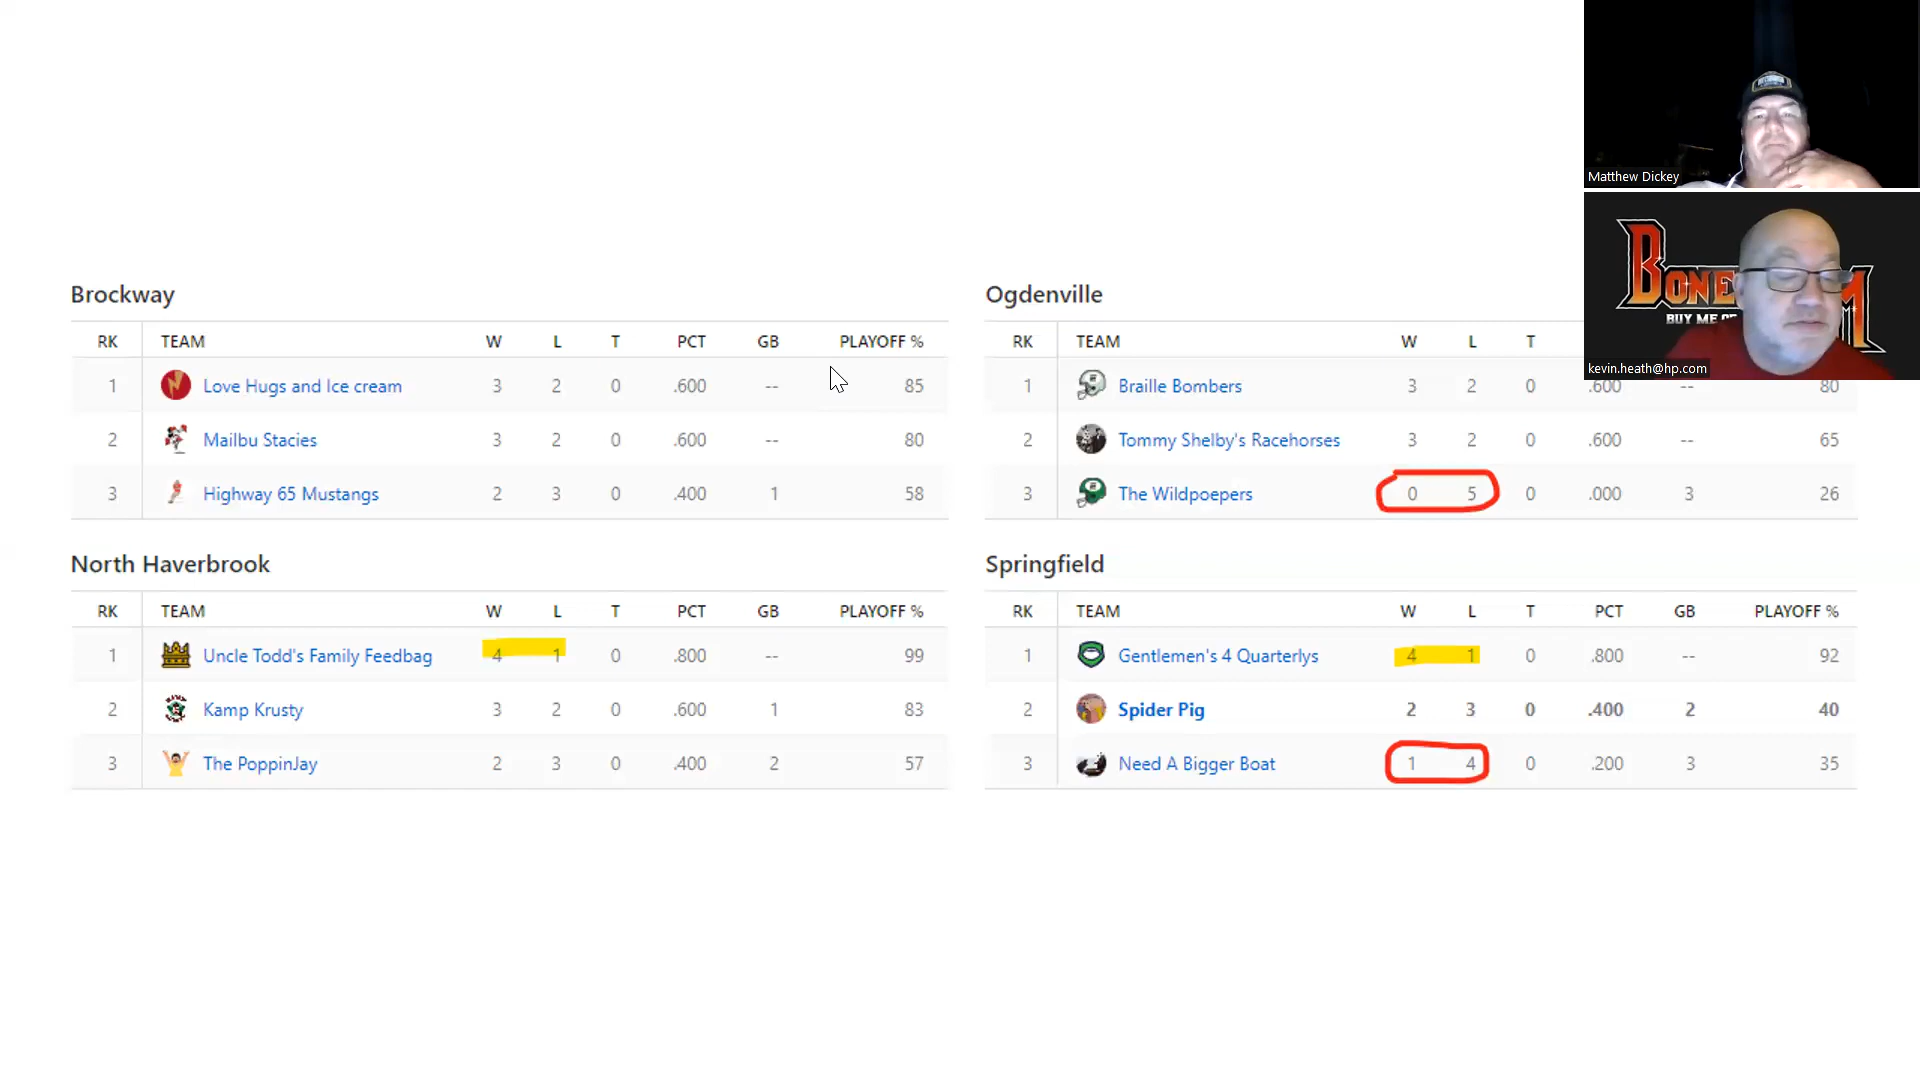 Matthew Dickey
BUY ME
kevin.heath@hp.com
Brockway
RK TEAM W L T PCT GB PLAYOFF %
1 Love Hugs and Ice cream 3 2 0 .600 -- 85
2 Mailbu Stacies 3 2 0 .600 -- 80
3 Highway 65 Mustangs 2 3 0 .400 1 58
Ogdenville
RK TEAM W L T
1 Braille Bombers 3 2 0 .600 -- 80
2 Tommy Shelby's Racehorses 3 2 0 .600 -- 65
3 The Wildpoepers 0 5 0 .000 3 26
North Haverbrook
RK TEAM W L T PCT GB PLAYOFF %
1 Uncle Todd's Family Feedbag 4 1 0 .800 -- 99
2 Kamp Krusty 3 2 0 .600 1 83
3 The PoppinJay 2 3 0 .400 2 57
Springfield
RK TEAM W L T PCT GB PLAYOFF %
1 Gentlemen's 4 Quarterlys 4 1 0 .800 -- 92
2 Spider Pig 2 3 0 .400 2 40
3 Need A Bigger Boat 1 4 0 .200 3 35